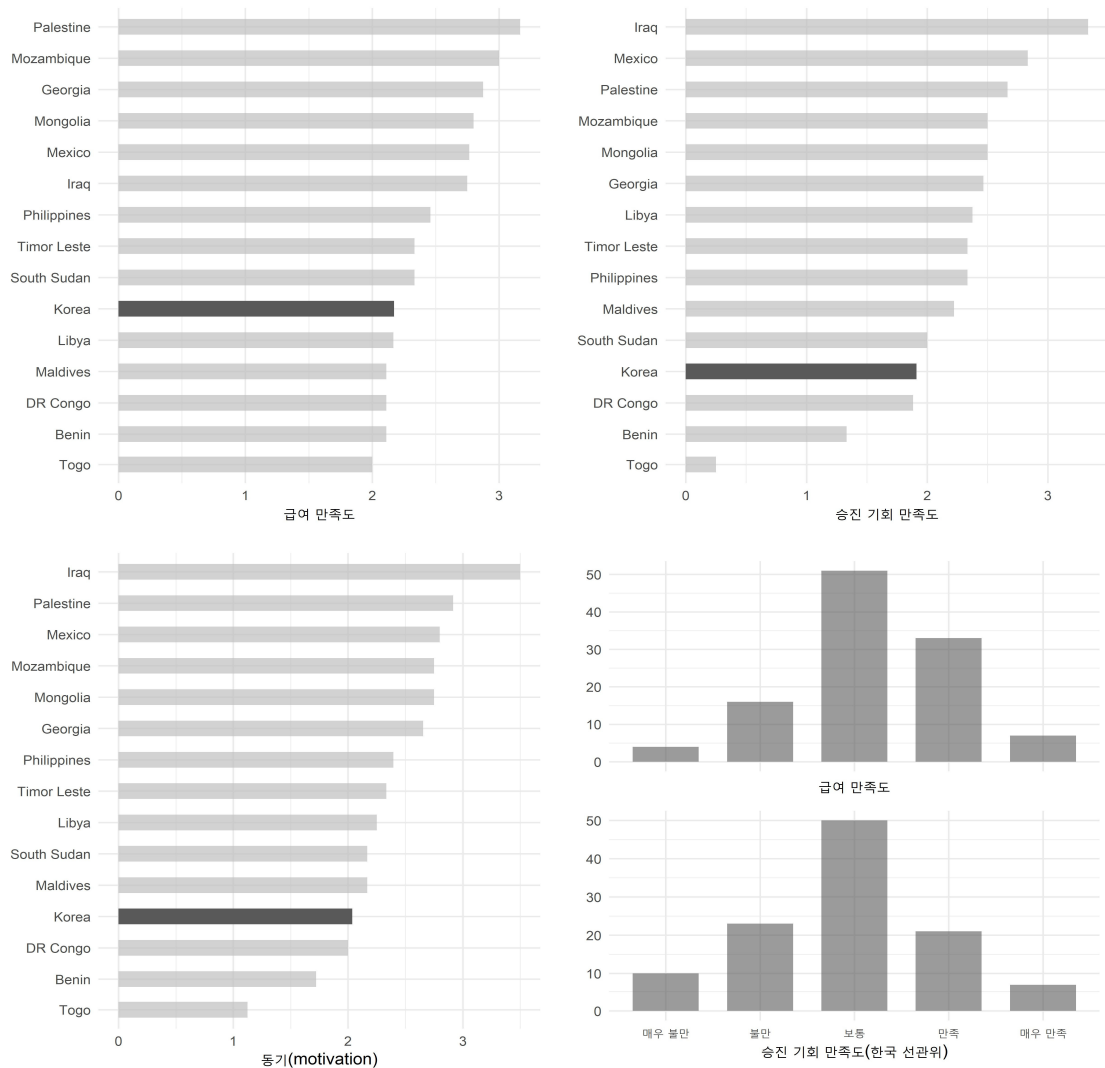 Palestine
Mozambique
Georgia
Mongolia
Mexico
Iraq
Philippines
Timor Leste
South Sudan
Korea
Libya
Maldives
DR Congo
Benin
Togo
0 1 2 3
급여 만족도
Iraq
Mexico
Palestine
Mozambique
Mongolia
Georgia
Libya
Timor Leste
Philippines
Maldives
South Sudan
Korea
DR Congo
Benin
Togo
0 1 2 3
승진 기회 만족도
Iraq
Palestine
Mexico
Mozambique
Mongolia
Georgia
Philippines
Timor Leste
Libya
South Sudan
Maldives
Korea
DR Congo
Benin
Togo
0 1 2 3
동기(motivation)
50
40
30
20
10
0
급여 만족도
50
40
30
20
10
0
매우 불만 불만 보통 만족 매우 만족
승진 기회 만족도(한국 선관위)